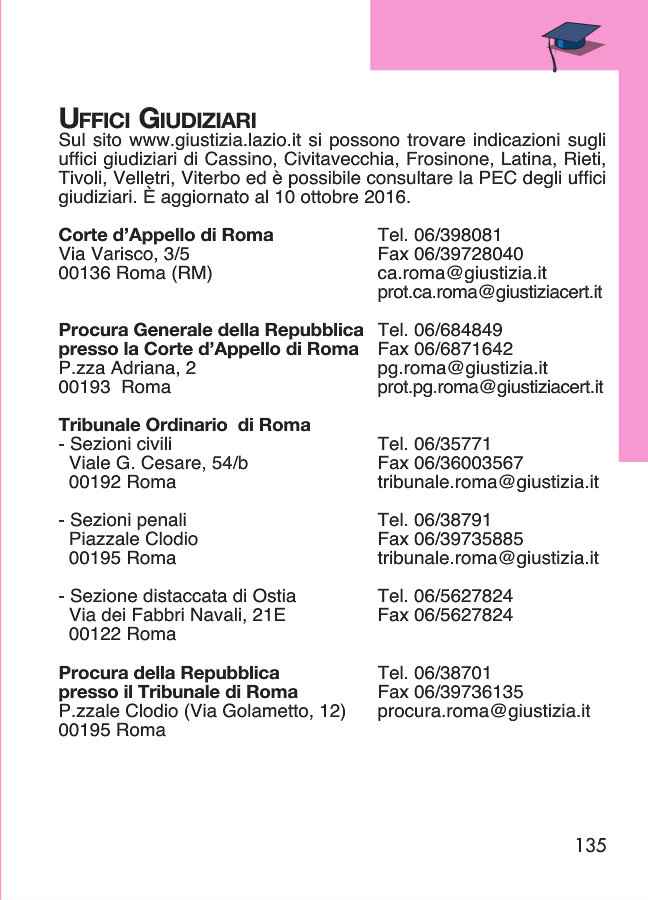 UFFICI GIUDIZIARI
Sul sito www.giustizia.lazio.it si possono trovare indicazioni sugli
uffici giudiziari di Cassino, Civitavecchia, Frosinone, Latina, Rieti,
Tivoli, Velletri, Viterbo ed è possibile consultare la PEC degli uffici
giudiziari. È aggiornato al 10 ottobre 2016.
Corte d’Appello di Roma Tel. 06/398081
Via Varisco, 3/5 Fax 06/39728040
00136 Roma (RM) ca.roma@giustizia.it
prot.ca.roma@giustiziacert.it
Procura Generale della Repubblica Tel. 06/684849
presso la Corte d’Appello di Roma Fax 06/6871642
P.zza Adriana, 2 pg.roma@giustizia.it
00193 Roma prot.pg.roma@giustiziacert.it
Tribunale Ordinario di Roma
- Sezioni civili Tel. 06/35771
Viale G. Cesare, 54/b Fax 06/36003567
00192 Roma tribunale.roma@giustizia.it
- Sezioni penali Tel. 06/38791
Piazzale Clodio Fax 06/39735885
00195 Roma tribunale.roma@giustizia.it
- Sezione distaccata di Ostia Tel. 06/5627824
Via dei Fabbri Navali, 21E Fax 06/5627824
00122 Roma
Procura della Repubblica Tel. 06/38701
presso il Tribunale di Roma Fax 06/39736135
P.zzale Clodio (Via Golametto, 12) procura.roma@giustizia.it
00195 Roma
135